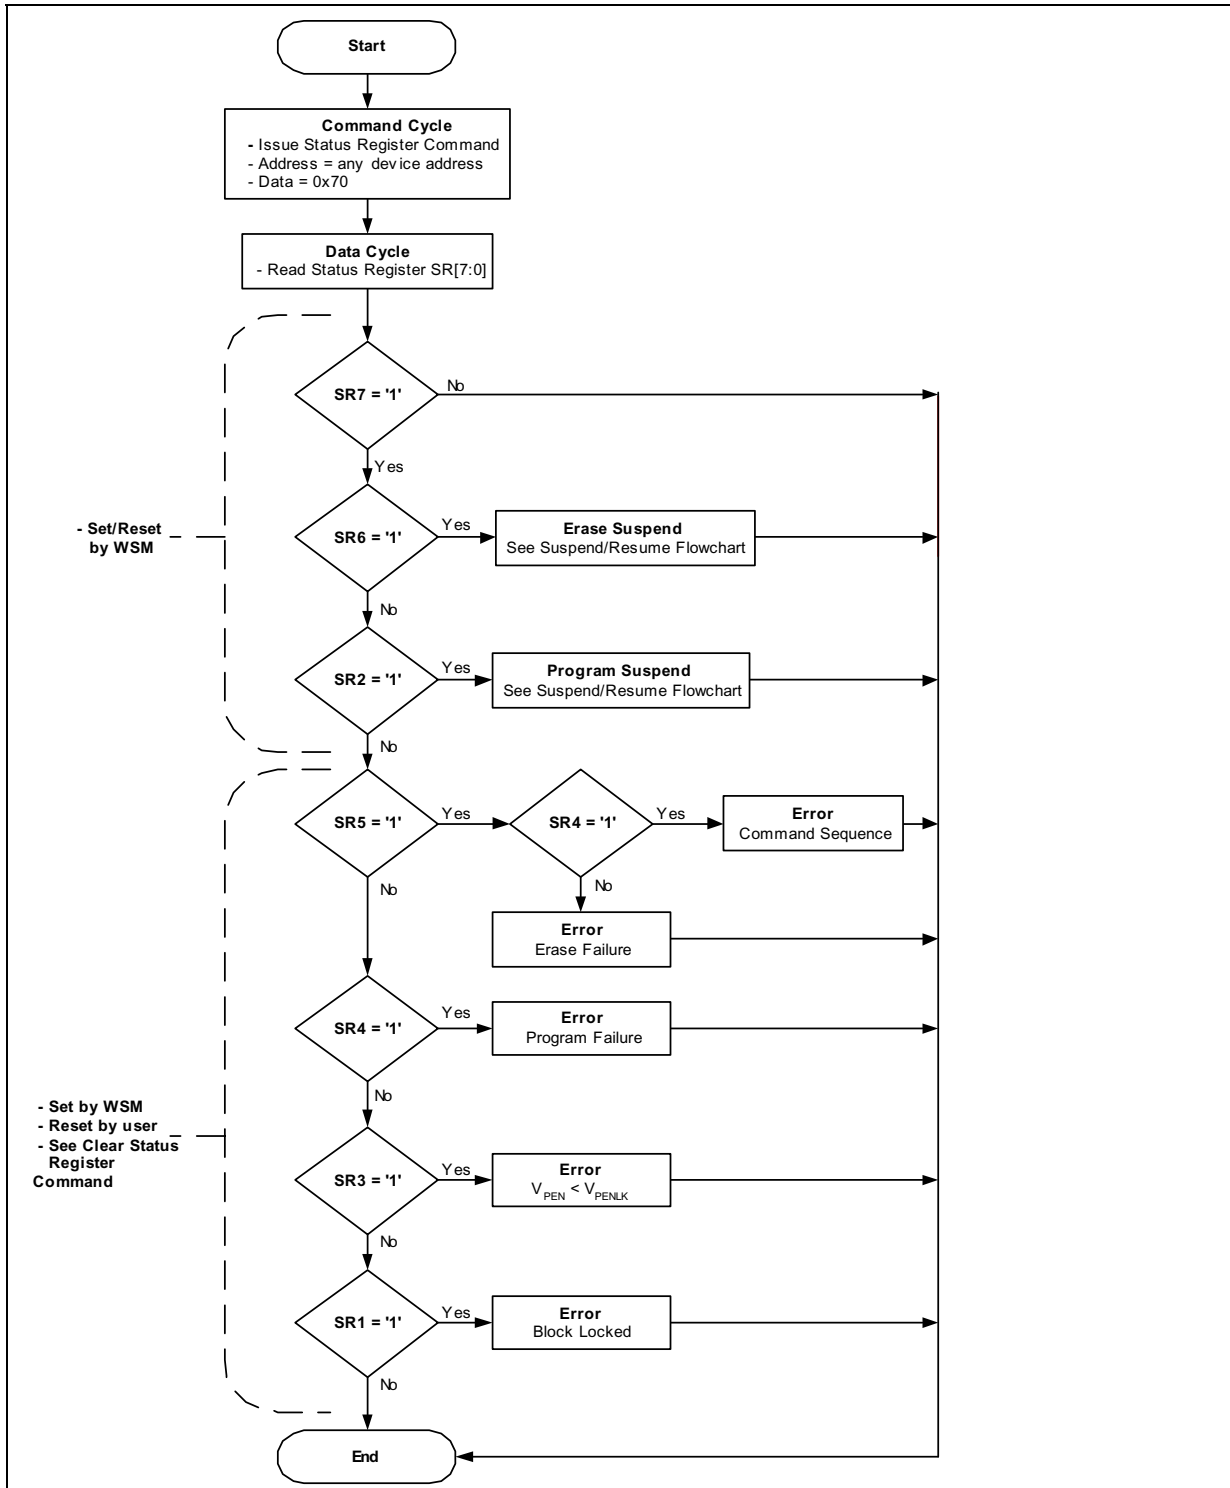 Start
Command Cycle
- Issue Status Register Command
- Address = any device address
- Data = 0x70
Data Cycle
- Read Status Register SR[7:0]
SR7 = '1'
No
Yes
- Set/Reset
by WSM
SR6 = '1'
Yes
Erase Suspend
See Suspend/Resume Flowchart
No
SR2 = '1'
Yes
Program Suspend
See Suspend/Resume Flowchart
No
SR5 = '1'
Yes
SR4 = '1'
Yes
Error
Command Sequence
No
No
Error
Erase Failure
SR4 = '1'
Yes
Error
Program Failure
No
- Set by WSM
- Reset by user
- See Clear Status
Register
Command
SR3 = '1'
Yes
Error
V PEN < V PENLK
No
SR1 = '1'
Yes
Error
Block Locked
No
End